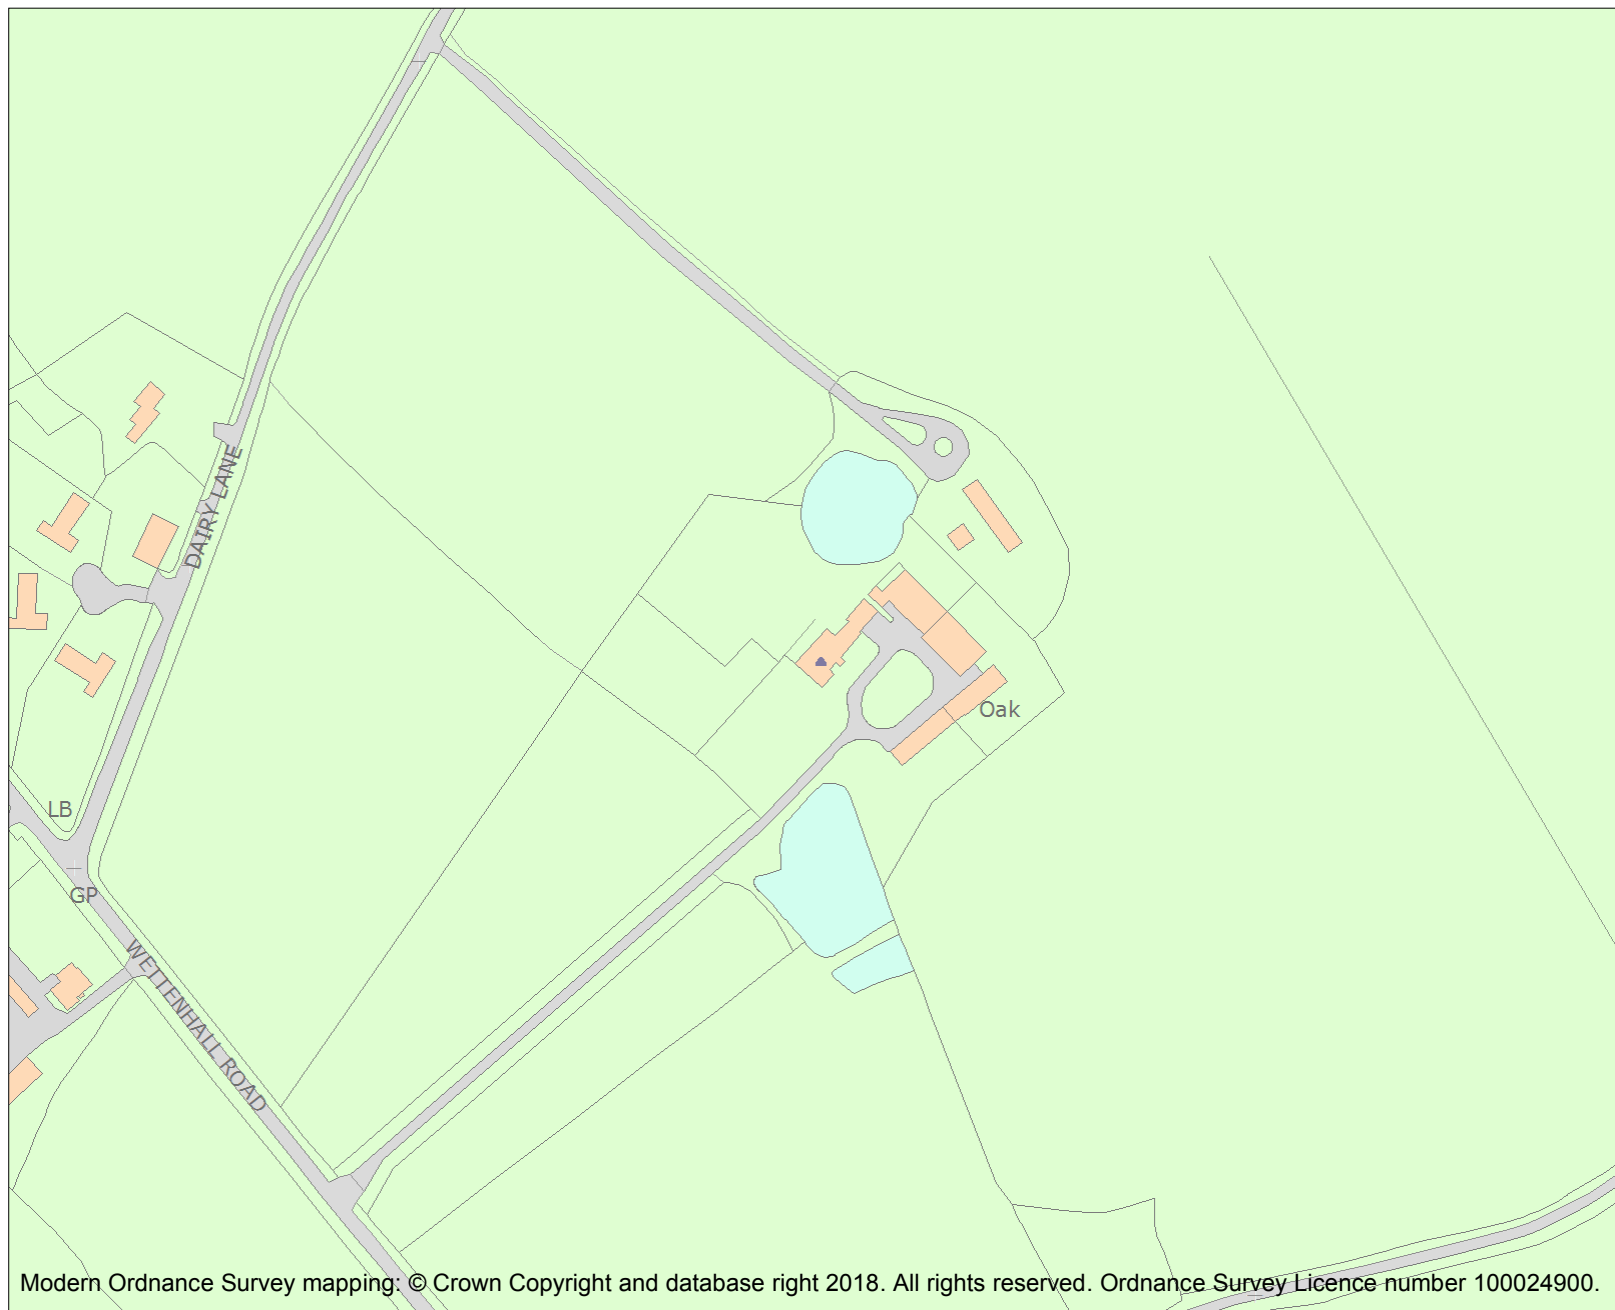 DAIRY LANE
Oak
LB
GP
WETTENHALL ROAD
Modern Ordnance Survey mapping: © Crown Copyright and database right 2018. All rights reserved. Ordnance Survey Licence number 100024900.